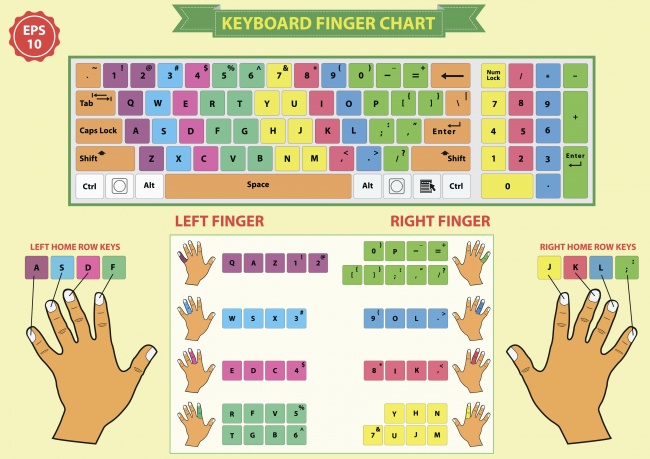 EPS
10
KEYBOARD FINGER CHART
~ ! 1 @ 2 # 3 $ 4 % 5 ^ 6 & 7 * 8 ( 9 ) 0 - + =
Num Lock / * -
Tab Q W E R T Y U I O P { [ } ] | \
7 8 9 +
Caps Lock A S D F G H J K L : ; " , Enter
4 5 6
Shift Z X C V B N M < , > . ? / Shift
1 2 3 Enter
Ctrl Alt Space Alt Ctrl
0 .
LEFT FINGER
RIGHT FINGER
LEFT HOME ROW KEYS
A S D F
RIGHT HOME ROW KEYS
J K L : ;
Q A Z ! 1 @ 2
) 0 P - + =
{ [ } ] : ; " , ? /
W S X # 3
( 9 O L > .
E D C $ 4
* 8 I K < ,
R F V % 5
T G B ^ 6
Y H N
& 7 U J M